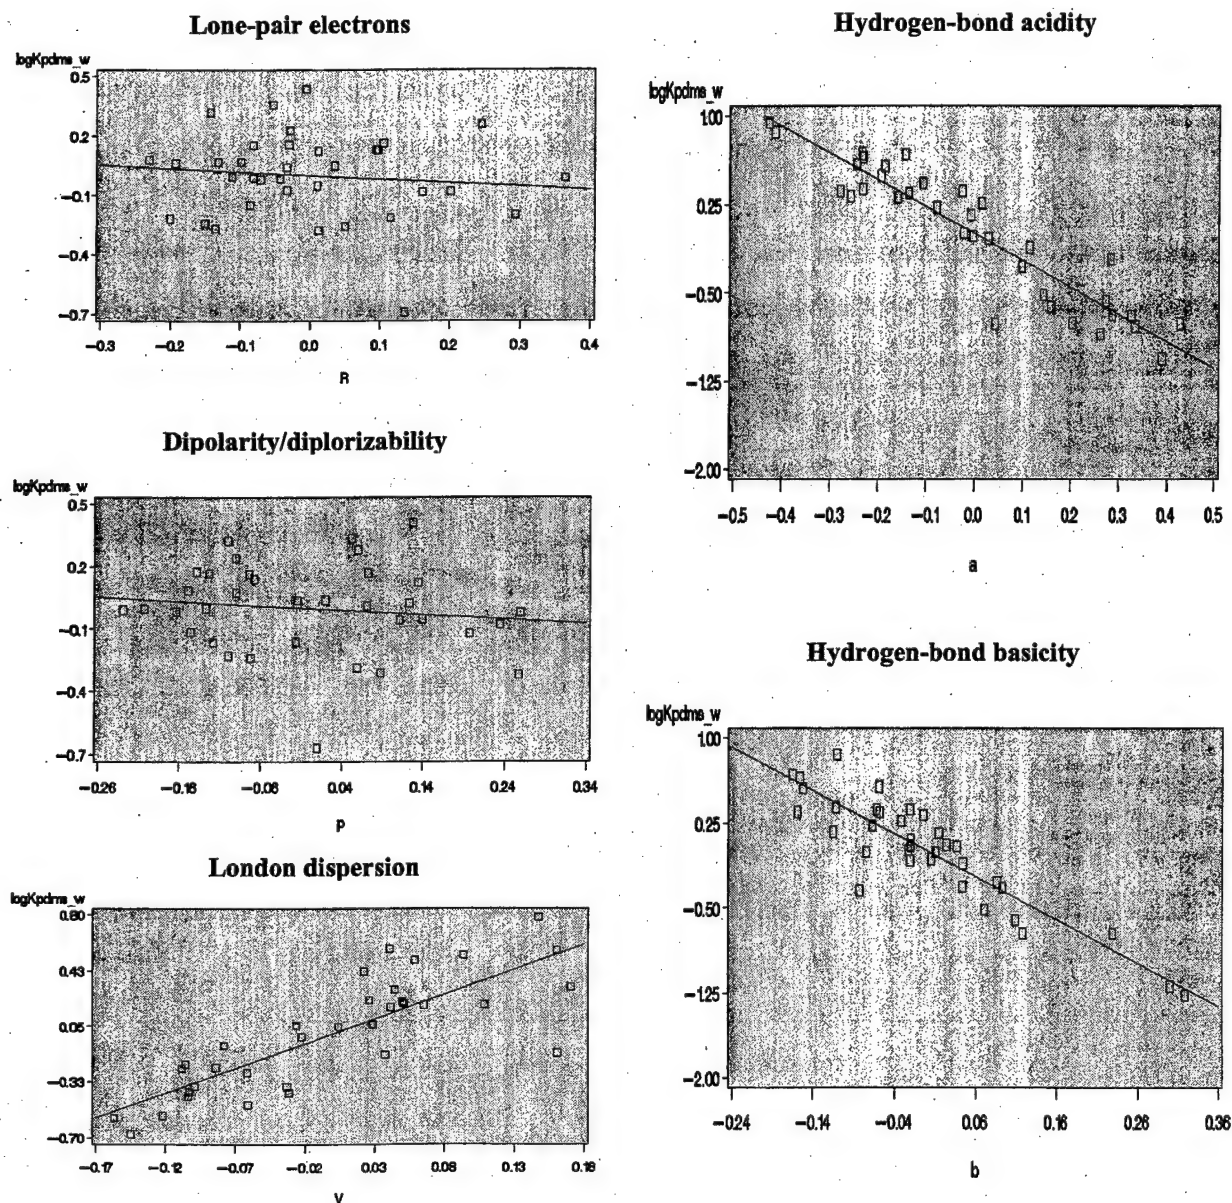 Lone-pair electrons
logKpdms_w
0.5
0.2
-0.1
-0.4
-0.7
-0.3 -0.2 -0.1 0.0 0.1 0.2 0.3 0.4
R
Dipolarity/diplorizability
logKpdms_w
0.5
0.2
-0.1
-0.4
-0.7
-0.26 -0.16 -0.06 0.04 0.14 0.24 0.34
p
London dispersion
logKpdms_w
0.80
0.43
0.05
-0.33
-0.70
-0.17 -0.12 -0.07 -0.02 0.03 0.08 0.13 0.18
V
Hydrogen-bond acidity
logKpdms_w
1.00
0.25
-0.50
-1.25
-2.00
-0.5 -0.4 -0.3 -0.2 -0.1 0.0 0.1 0.2 0.3 0.4 0.5
a
Hydrogen-bond basicity
logKpdms_w
1.00
0.25
-0.50
-1.25
-2.00
-0.24 -0.14 -0.04 0.06 0.16 0.26 0.36
b